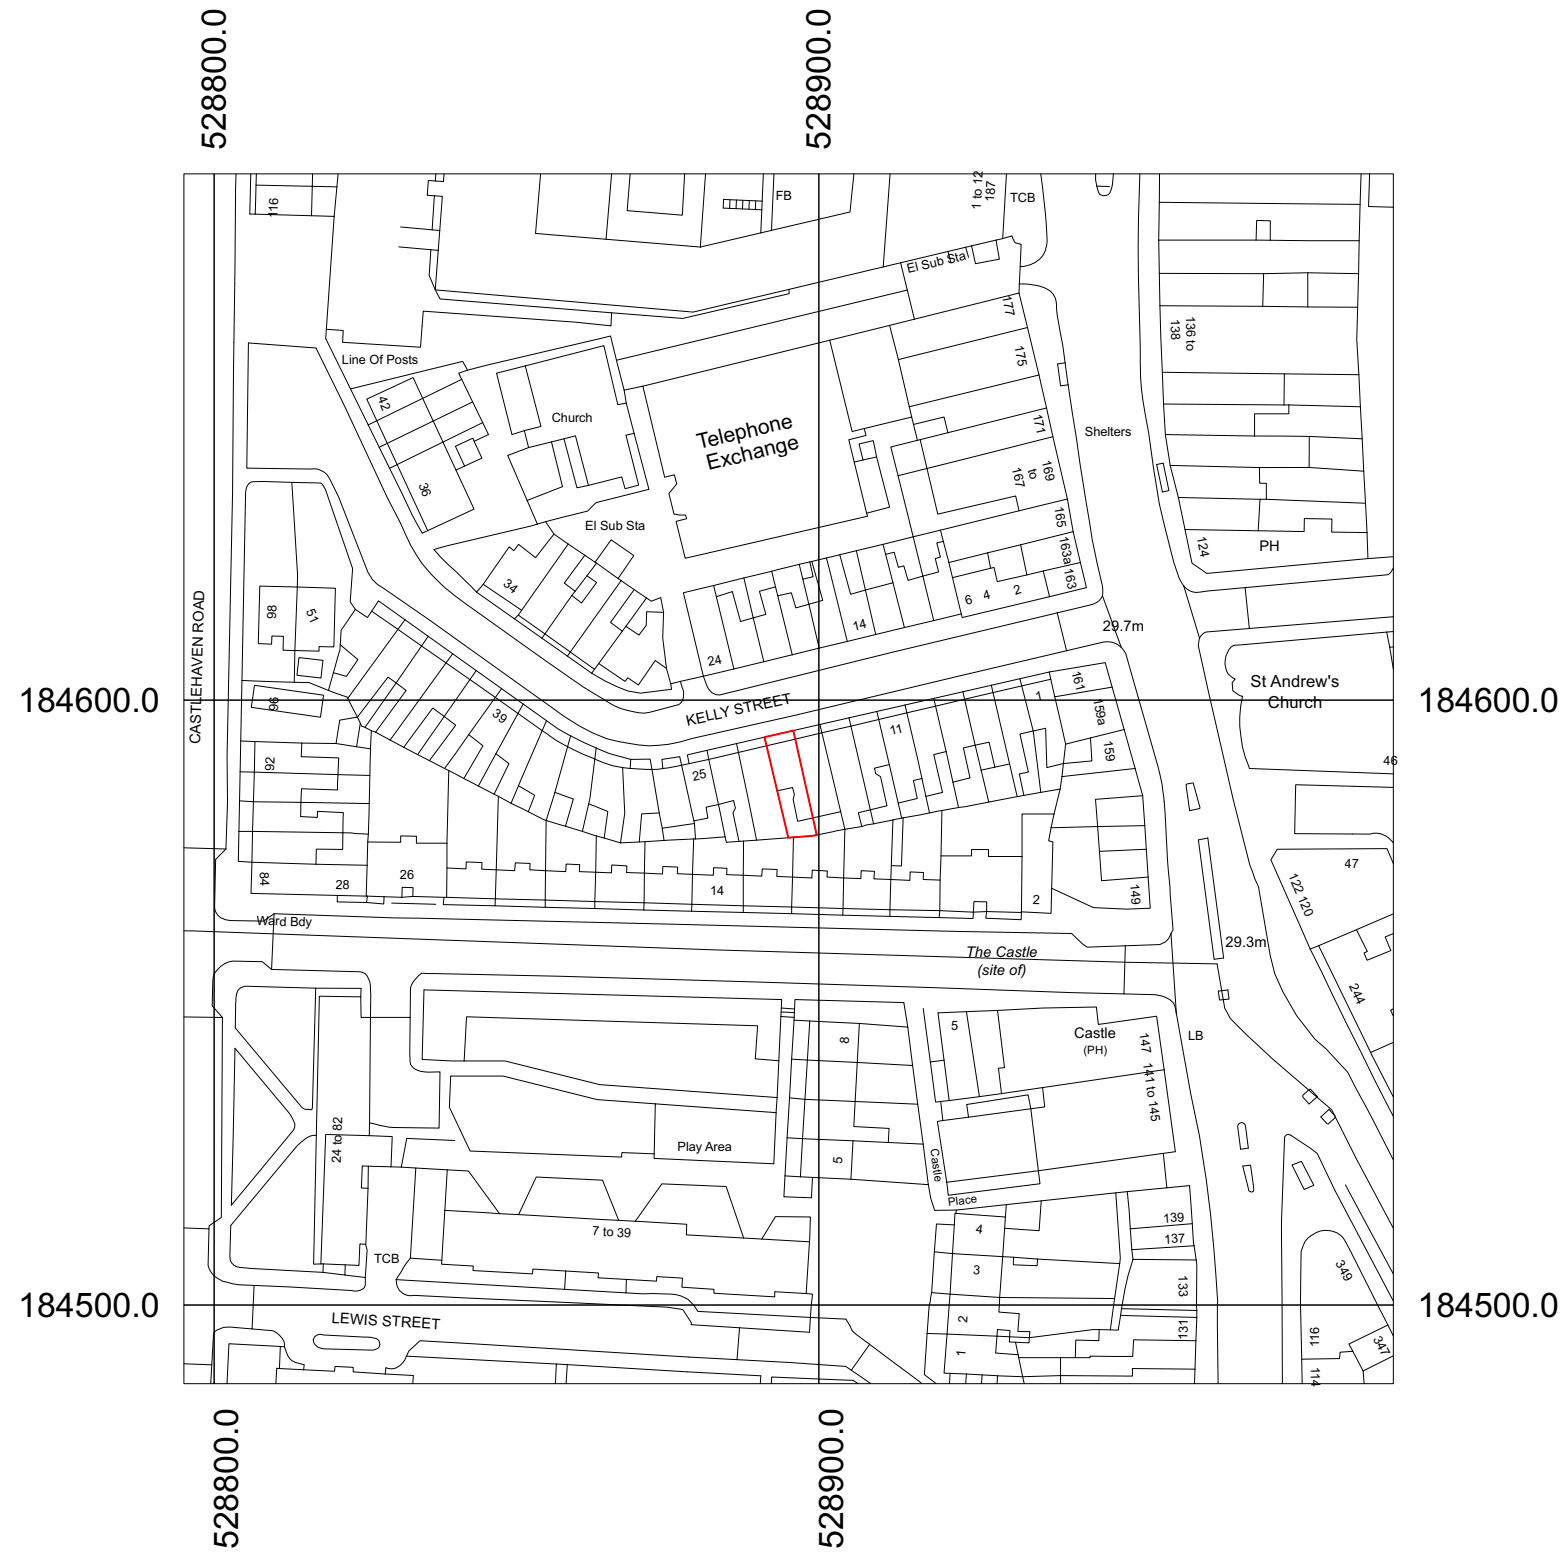 528800.0
528900.0
116
FB
1 to 12
187
TCB
El Sub Sta
177
136 to
138
Line Of Posts
175
42
Church
Telephone
Exchange
171
Shelters
36
169
to
167
El Sub Sta
165
163a
163
124
PH
34
98
51
6
4
2
14
29.7m
CASTLEHAVEN ROAD
24
St Andrew's
Church
161
184600.0
96
39
KELLY STREET
1
159a
184600.0
11
159
92
25
46
84
28
26
14
2
149
47
122
120
Ward Bdy
The Castle
(site of)
29.3m
244
8
5
Castle
(PH)
147
LB
141 to 145
24 to 82
Play Area
5
Castle
Place
7 to 39
4
139
137
TCB
3
133
349
184500.0
184500.0
LEWIS STREET
2
131
116
347
1
114
528800.0
528900.0